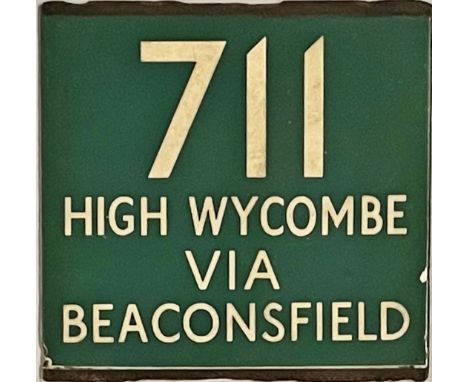 711
HIGH WYCOMBE
VIA
BEACONSFIELD